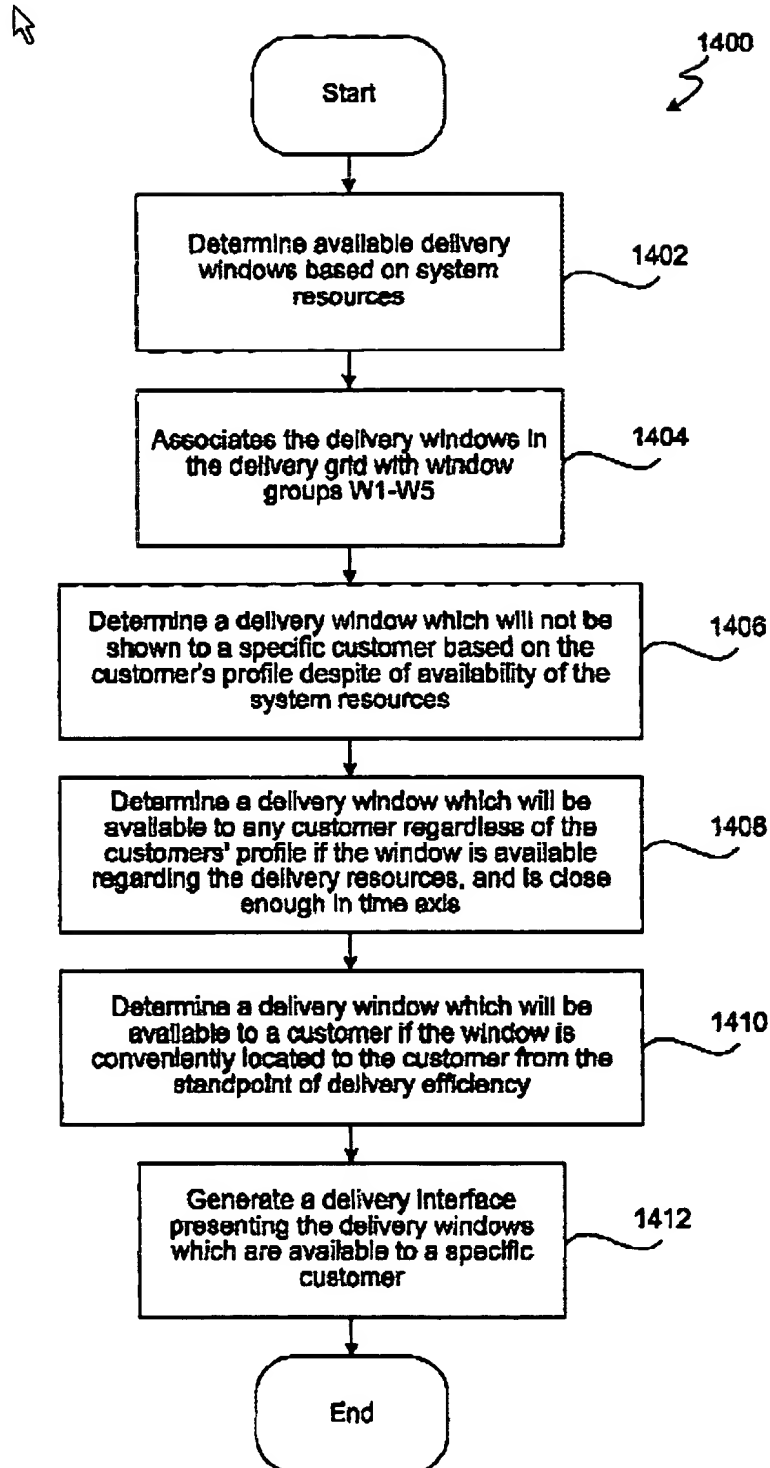 1400
Start
Determine available delivery
windows based on system
resources
1402
Associates the delivery windows in
the delivery grid with window
groups W1-W5
1404
Determine a delivery window which will not be
shown to a specific customer based on the
customer's profile despite of availability of the
system resources
1406
Determine a delivery window which will be
available to any customer regardless of the
customers' profile if the window is available
regarding the delivery resources, and is close
enough in time axis
1408
Determine a delivery window which will be
available to a customer if the window is
conveniently located to the customer from the
standpoint of delivery efficiency
1410
Generate a delivery interface
presenting the delivery windows
which are available to a specific
customer
1412
End